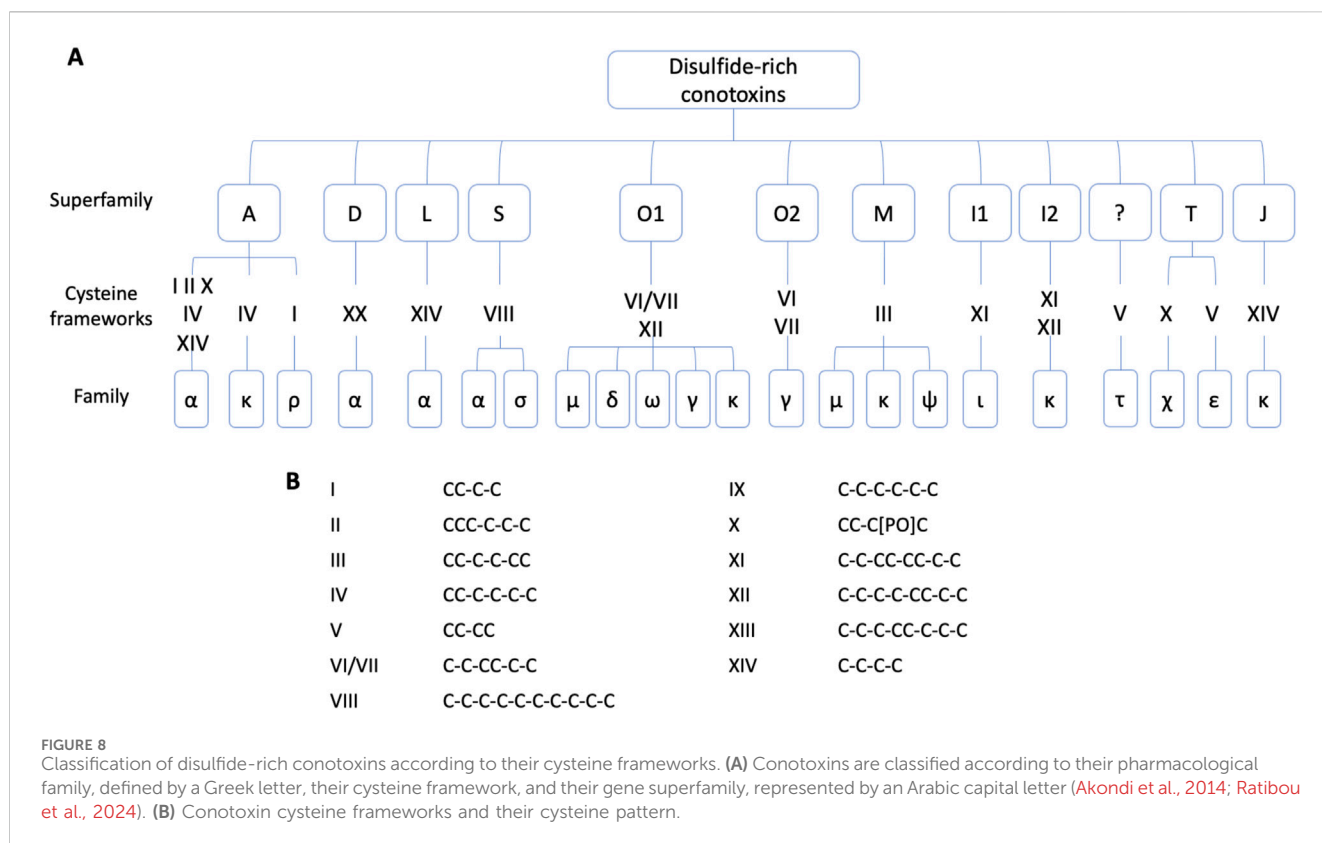 A
Disulfide-rich
conotoxins
Superfamily
A D L S O1 O2 M I1 I2 ? T J
Cysteine
frameworks
I II X
IV
XIV
IV
I
XX
XIV
VIII
VI/VII
XII
VI
VII
III
XI
XI
XII
V
X
V
XIV
Family
α κ ρ α α α σ μ δ ω γ κ γ μ κ ψ ι κ τ χ ε κ
B
I CC-C-C
II CCC-C-C-C
III CC-C-C-CC
IV CC-C-C-C-C
V CC-CC
VI/VII C-C-CC-C-C
VIII C-C-C-C-C-C-C-C-C-C
IX C-C-C-C-C-C
X CC-C[PO]C
XI C-C-CC-CC-C-C
XII C-C-C-C-CC-C-C
XIII C-C-C-CC-C-C-C
XIV C-C-C-C
FIGURE 8
Classification of disulfide-rich conotoxins according to their cysteine frameworks. (A) Conotoxins are classified according to their pharmacological
family, defined by a Greek letter, their cysteine framework, and their gene superfamily, represented by an Arabic capital letter (Akondi et al., 2014; Ratibou
et al., 2024). (B) Conotoxin cysteine frameworks and their cysteine pattern.